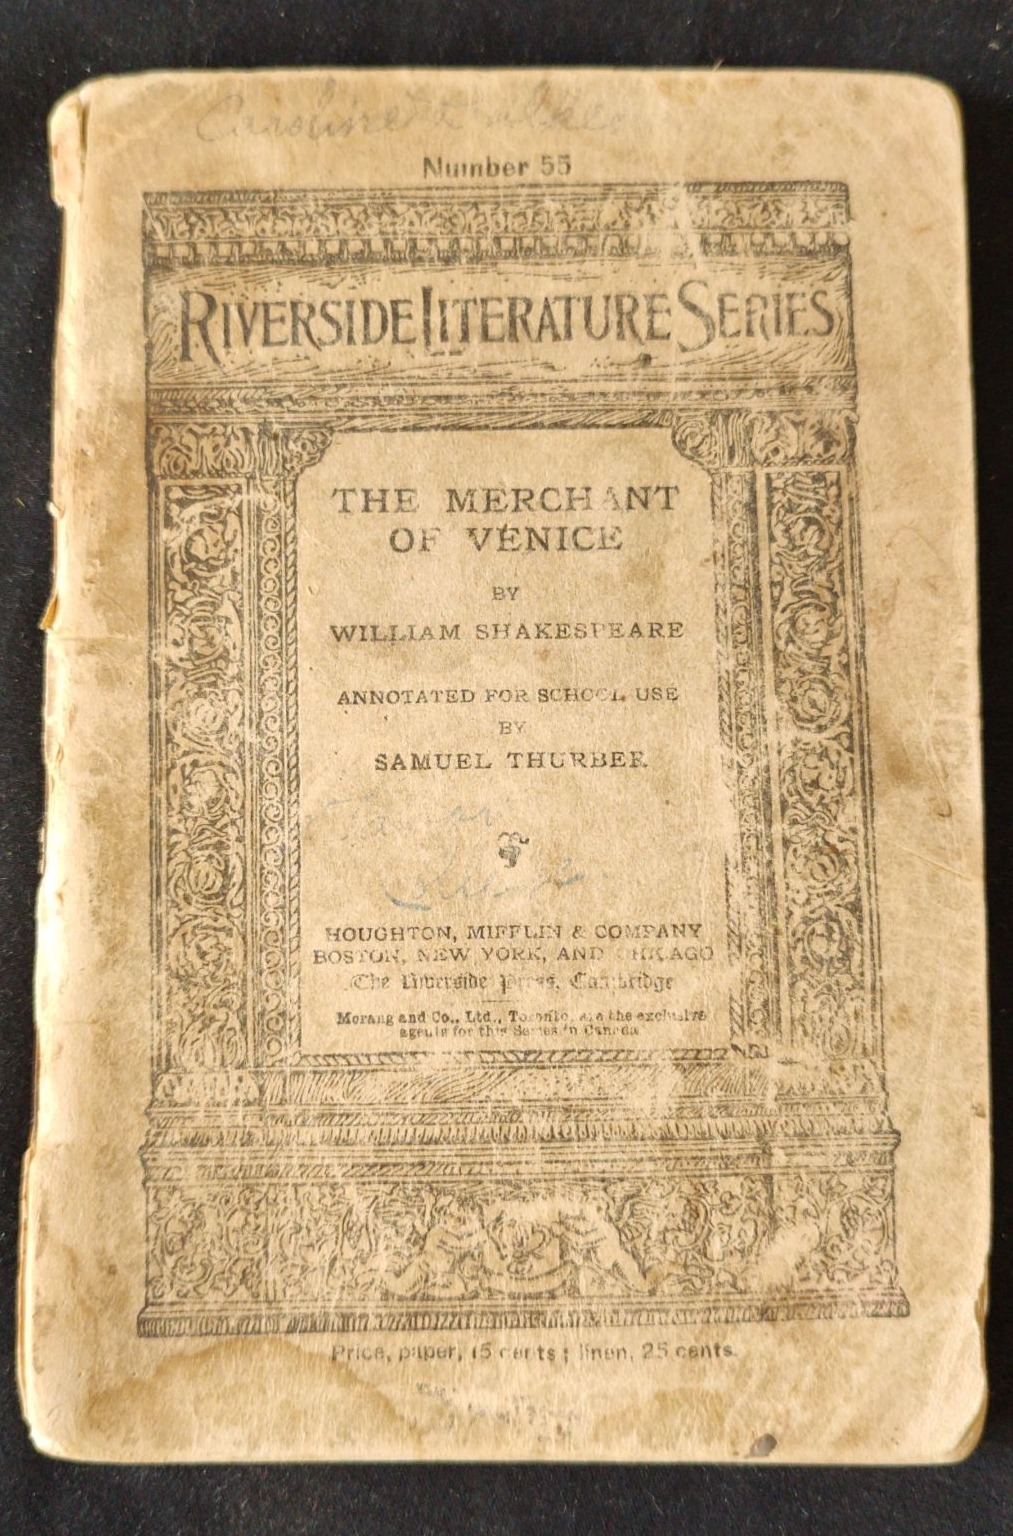 Caroline
Number 55
RIVERSIDE LITERATURE SERIES
THE MERCHANT
OF VENICE
BY
WILLIAM SHAKESPEARE
ANNOTATED FOR SCHOOL USE
BY
SAMUEL THURBER
College
HOUGHTON, MIFFLIN & COMPANY
BOSTON, NEW YORK, AND CHICAGO
The Riverside Press, Cambridge
Morang and Co., Ltd., Toronto, are the exclusive
agents for this Series in Canada
Price, paper, 15 cents; linen, 25 cents.